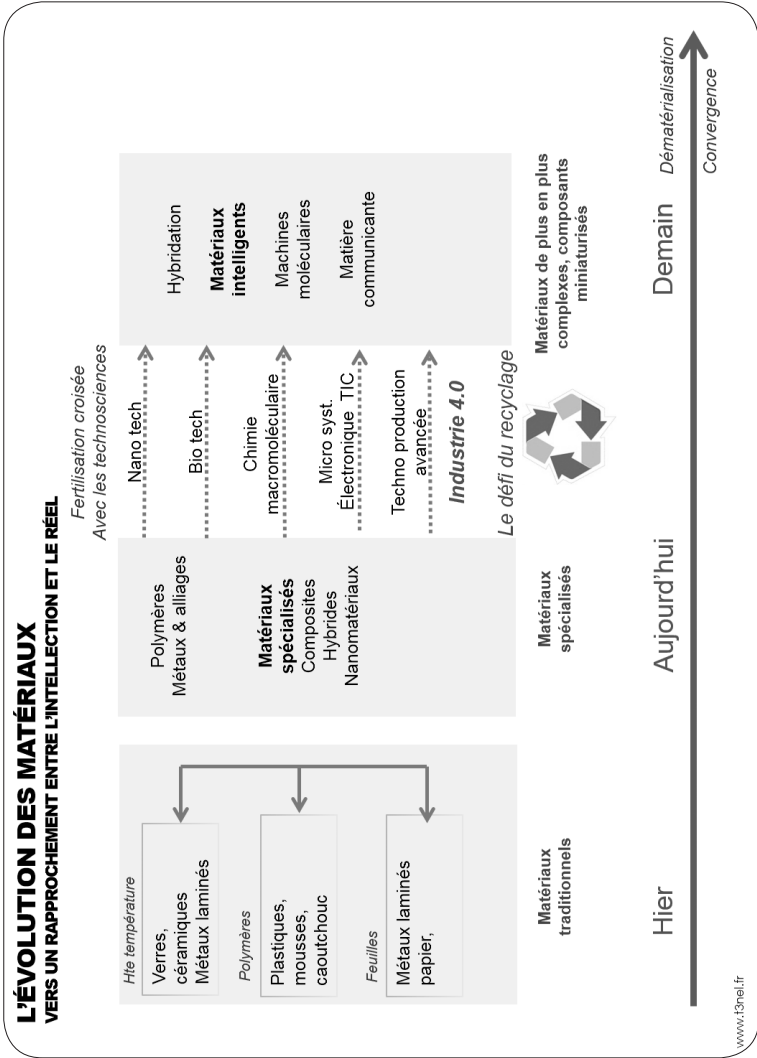 L'ÉVOLUTION DES MATÉRIAUX
VERS UN RAPPROCHEMENT ENTRE L'INTELLECTION ET LE RÉEL
Hte température
Verres,
céramiques
Métaux laminés
Polymères
Plastiques,
mousses,
caoutchouc
Feuilles
Métaux laminés
papier,
Matériaux
traditionnels
Hier
Polymères
Métaux & alliages
Matériaux
spécialisés
Composites
Hybrides
Nanomatériaux
Matériaux
spécialisés
Aujourd'hui
Fertilisation croisée
Avec les technosciences
Nano tech
Bio tech
Chimie
macromoléculaire
Micro syst.
Électronique TIC
Techno production
avancée
Industrie 4.0
Le défi du recyclage
Hybridation
Matériaux
intelligents
Machines
moléculaires
Matière
communicante
Matériaux de plus en plus
complexes, composants
miniaturisés
Demain
Dématérialisation
Convergence
www.t3nel.fr